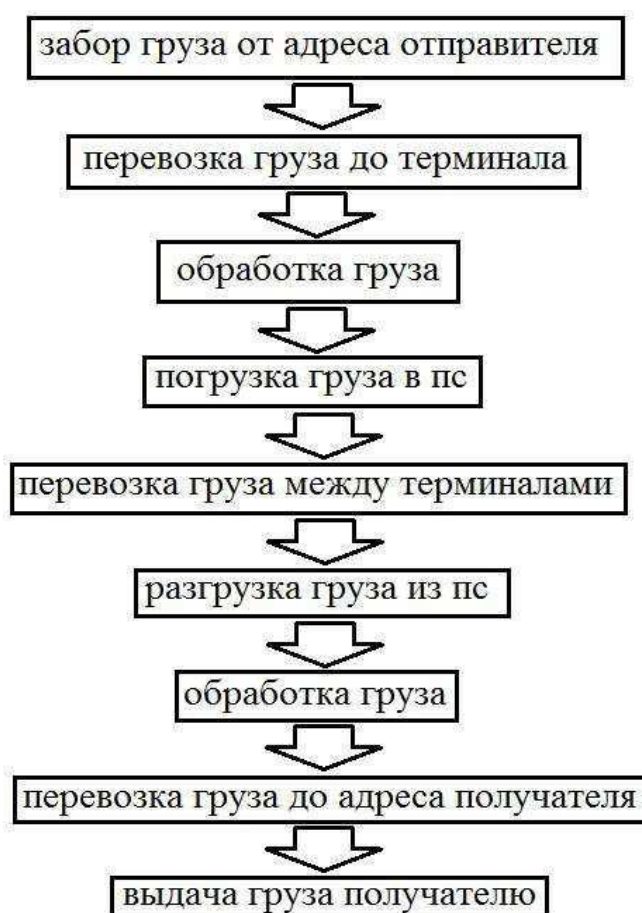 забор груза от адреса отправителя
перевозка груза до терминала
обработка груза
погрузка груза в пс
перевозка груза между терминалами
разгрузка груза из пс
обработка груза
перевозка груза до адреса получателя
выдача груза получателю